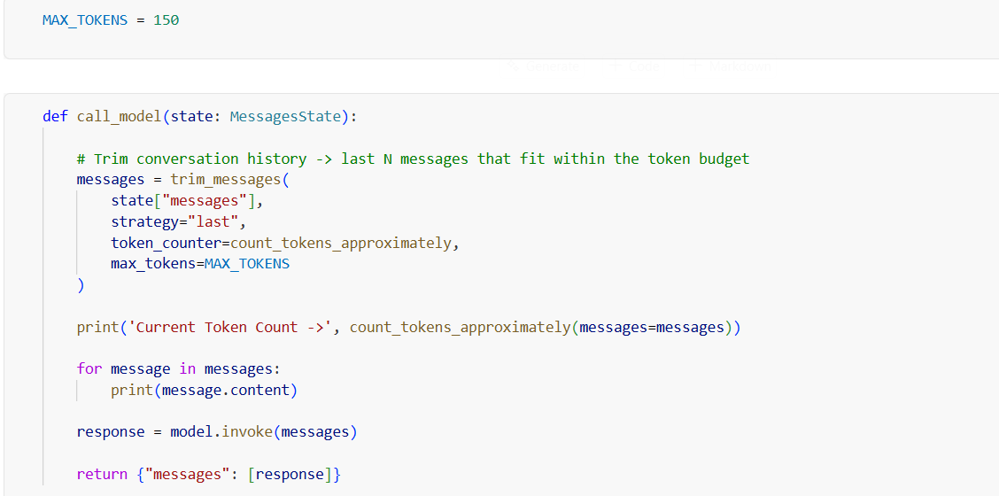 MAX_TOKENS = 150
Generate + Code + Markdown
def call_model(state: MessagesState):
# Trim conversation history -> last N messages that fit within the token budget
messages = trim_messages(
state["messages"],
strategy="last",
token_counter=count_tokens_approximately,
max_tokens=MAX_TOKENS
)
print('Current Token Count ->', count_tokens_approximately(messages=messages))
for message in messages:
print(message.content)
response = model.invoke(messages)
return {"messages": [response]}